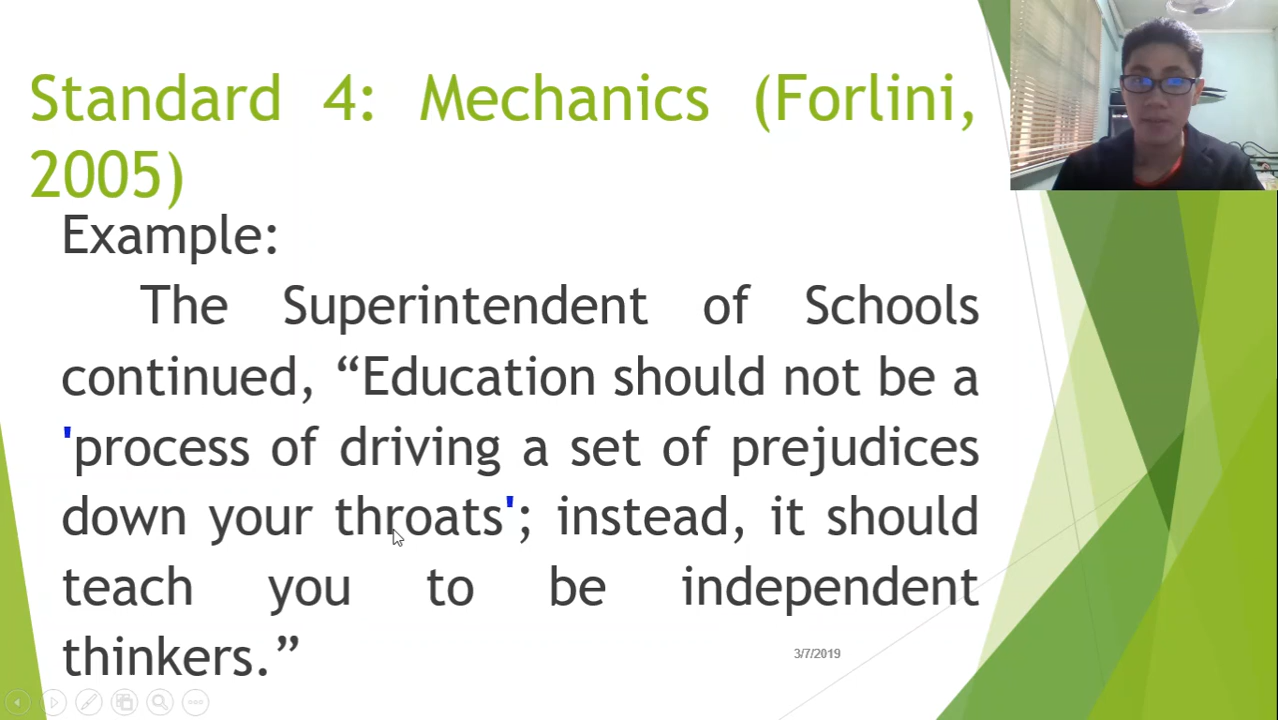 Standard 4: Mechanics (Forlini,
2005)
Example:
The Superintendent of Schools
continued, “Education should not be a
'process of driving a set of prejudices
down your throats'; instead, it should
teach you to be independent
thinkers.”
3/7/2019